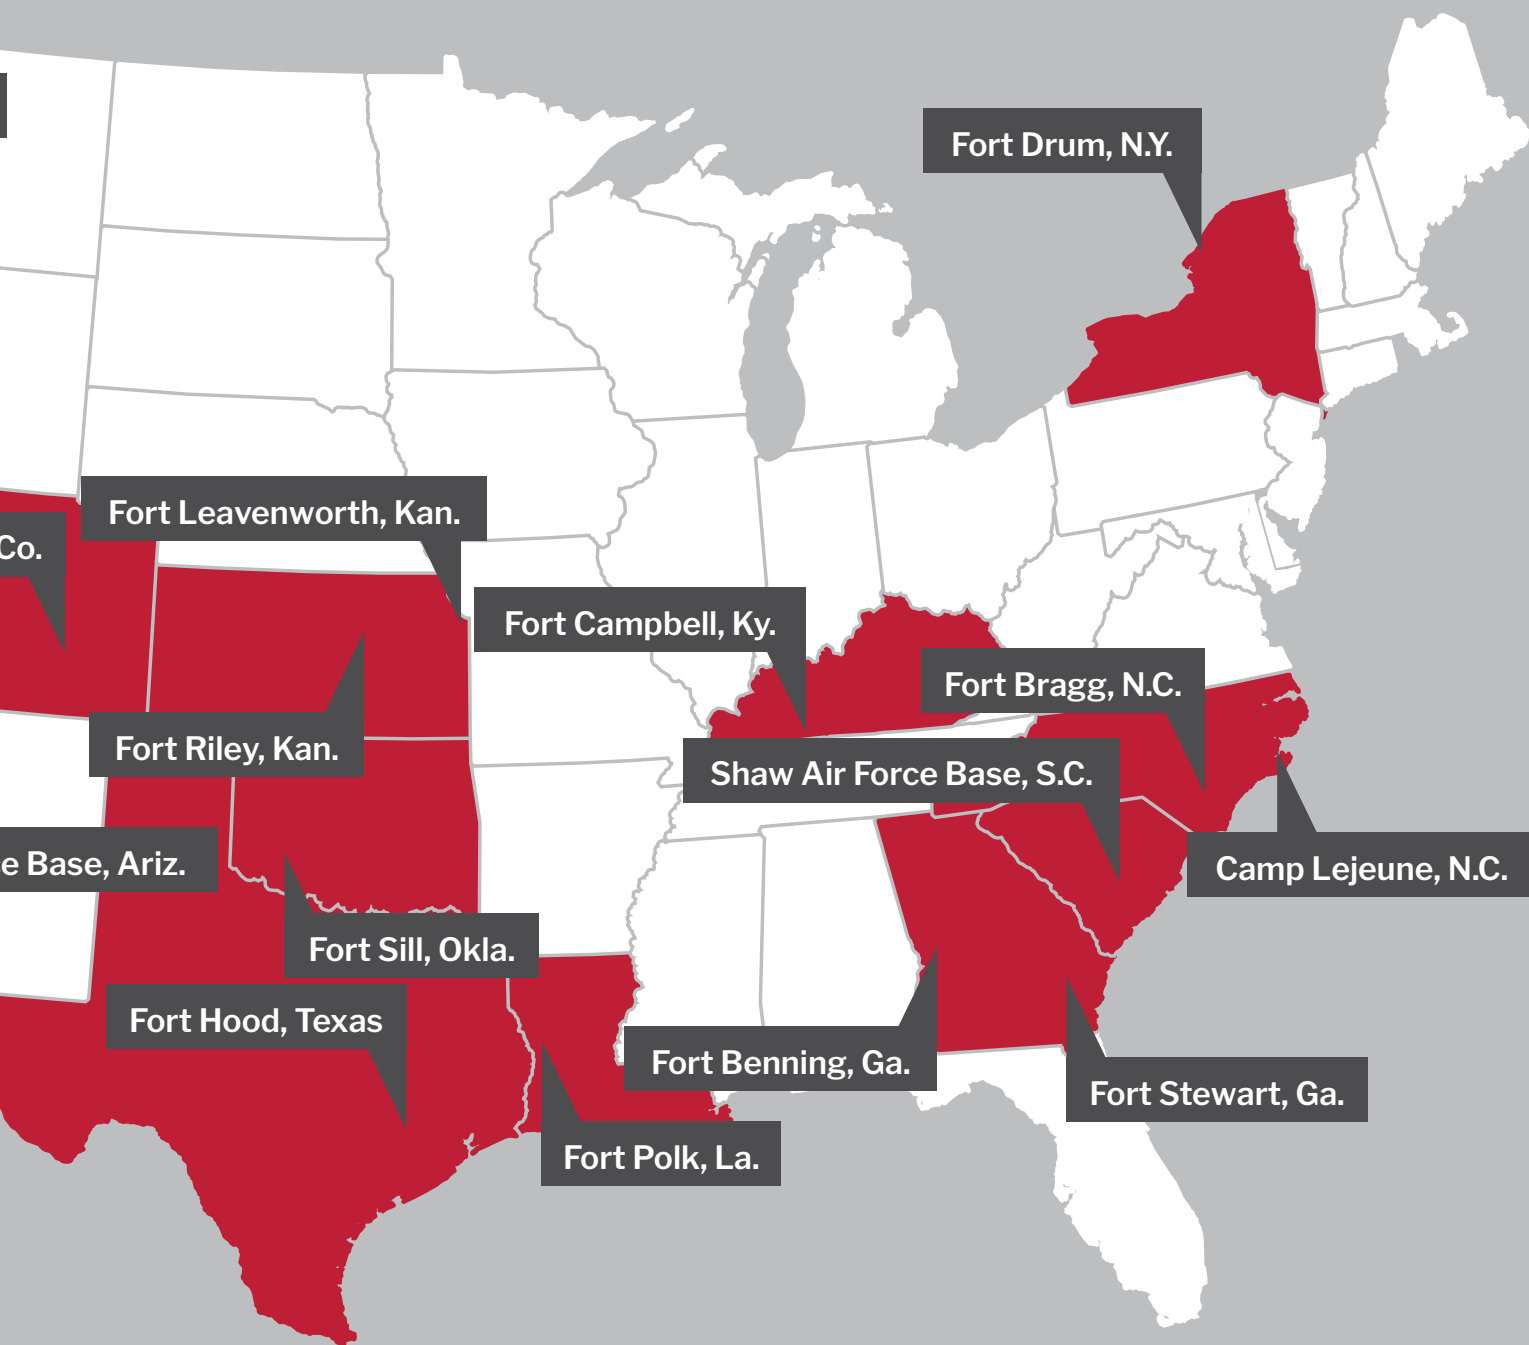 Fort Drum, N.Y.
Fort Leavenworth, Kan.
Co.
Fort Campbell, Ky.
Fort Bragg, N.C.
Fort Riley, Kan.
Shaw Air Force Base, S.C.
e Base, Ariz.
Camp Lejeune, N.C.
Fort Sill, Okla.
Fort Hood, Texas
Fort Benning, Ga.
Fort Stewart, Ga.
Fort Polk, La.